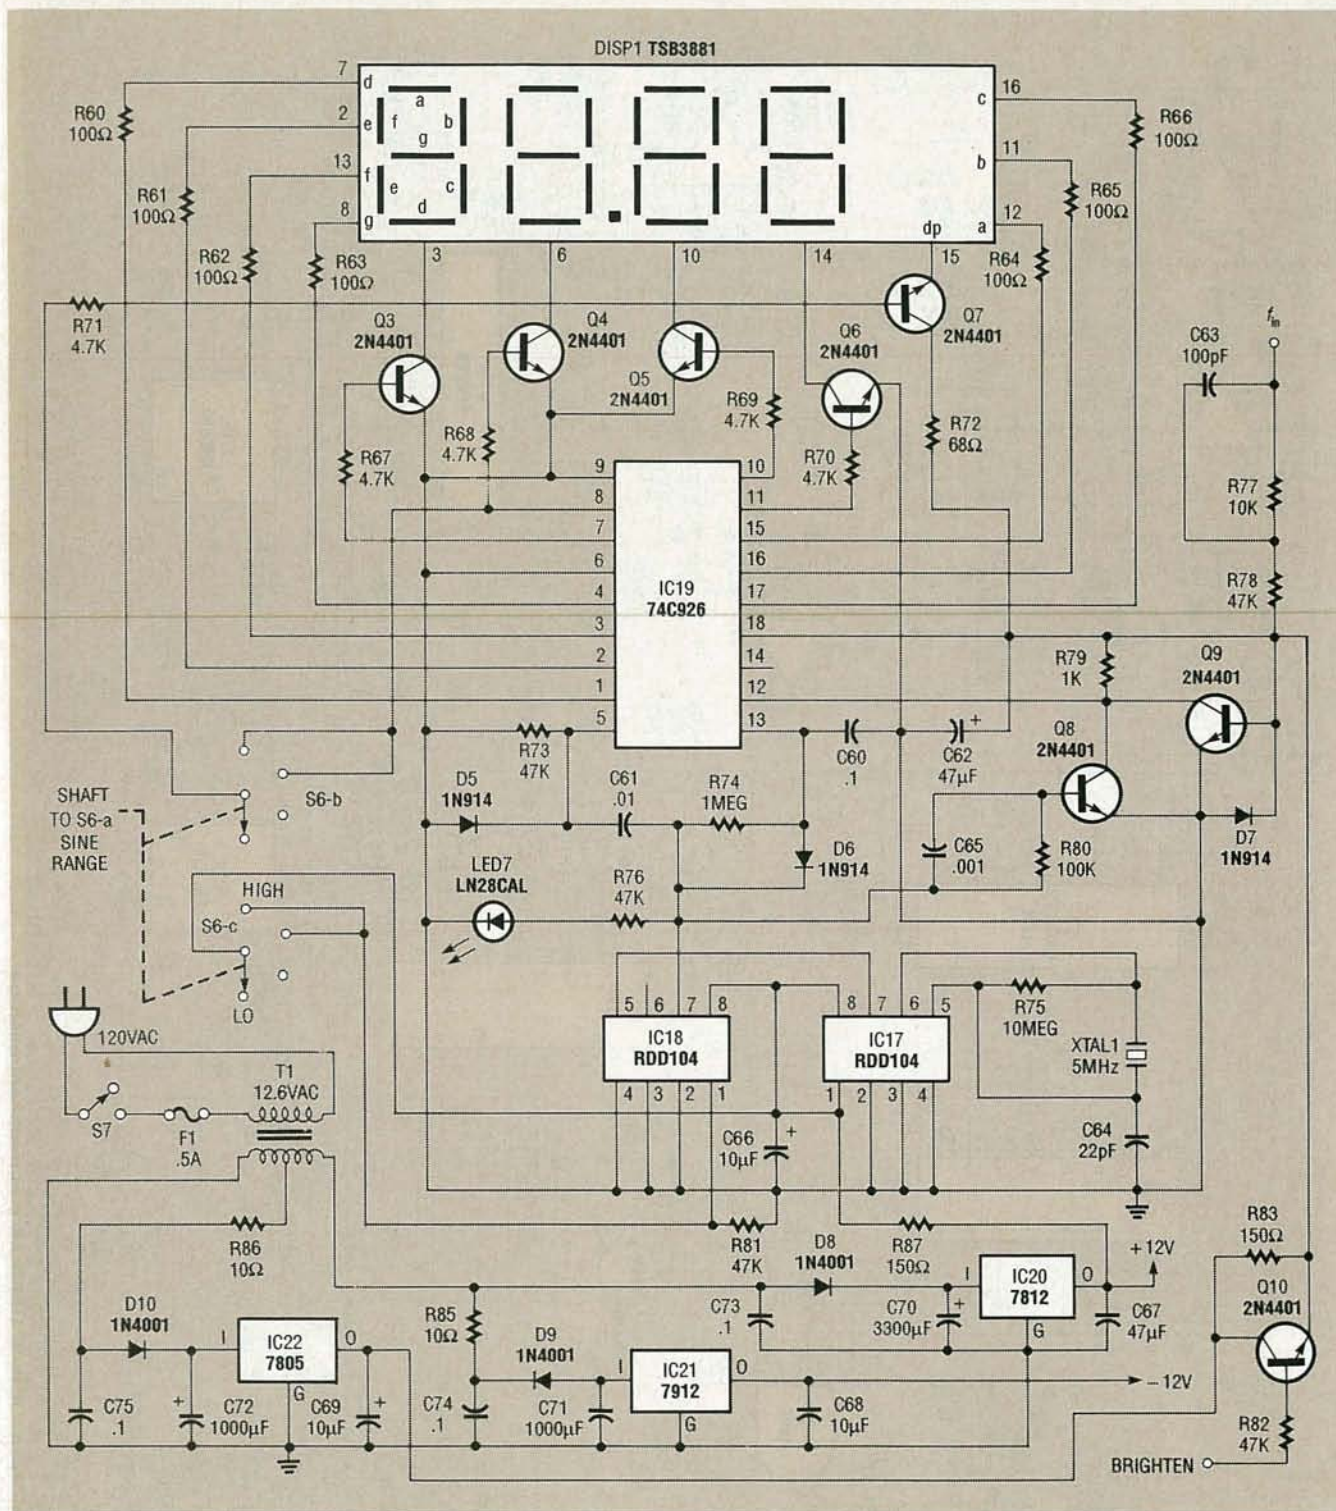 DISP1 TSB3881
7
d
2
e
13
f
8
g
a
f
b
g
e
c
d
c
16
b
11
a
12
dp
3
6
10
14
15
R60
100Ω
R61
100Ω
R62
100Ω
R63
100Ω
R64
100Ω
R65
100Ω
R66
100Ω
R71
4.7K
Q3
2N4401
Q4
2N4401
Q5
2N4401
Q6
2N4401
Q7
2N4401
R67
4.7K
R68
4.7K
R69
4.7K
R70
4.7K
R72
68Ω
C63
100pF
fin
R77
10K
R78
47K
9
8
7
6
4
3
2
1
5
IC19
74C926
10
11
15
16
17
18
14
12
13
R79
1K
Q9
2N4401
Q8
2N4401
R73
47K
D5
1N914
C61
.01
R74
1MEG
C60
.1
C62
47µF
+
D6
1N914
C65
.001
R80
100K
D7
1N914
SHAFT
TO S6-a
SINE
RANGE
S6-b
LED7
LN28CAL
R76
47K
HIGH
S6-c
LO
120VAC
S7
F1
.5A
T1
12.6VAC
5
6
7
8
IC18
RDD104
4
3
2
1
8
7
6
5
IC17
RDD104
1
2
3
4
R75
10MEG
XTAL1
5MHz
C64
22pF
C66
10µF
+
R86
10Ω
R81
47K
D8
1N4001
R87
150Ω
R83
150Ω
+12V
I
IC20
7812
O
G
Q10
2N4401
D10
1N4001
I
IC22
7805
O
G
R85
10Ω
D9
1N4001
C73
.1
C70
3300µF
+
C67
47µF
I
IC21
7912
O
G
−12V
C75
.1
+
C72
1000µF
C69
10µF
+
C74
.1
C71
1000µF
C68
10µF
R82
47K
BRIGHTEN